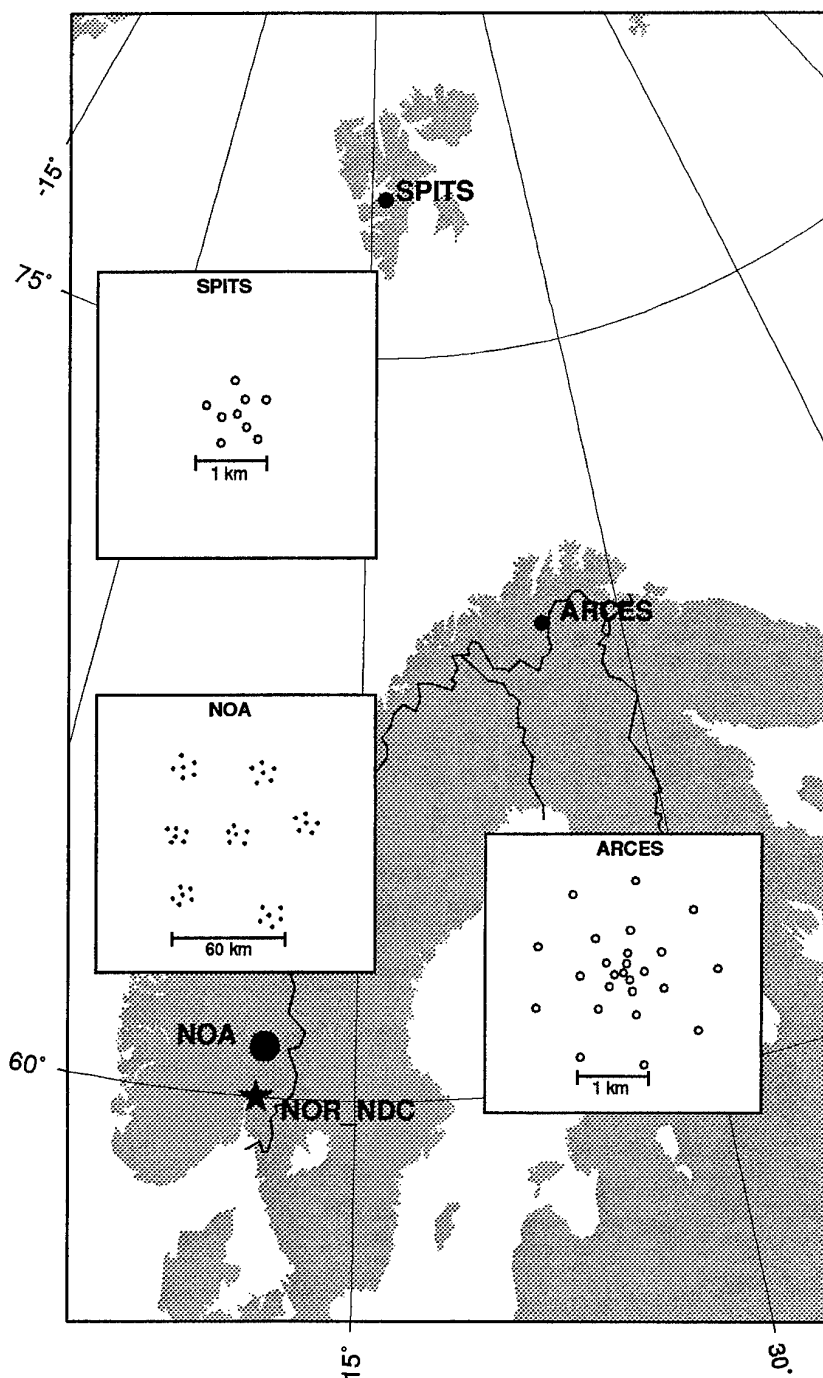 -15°
SPITS
75°
SPITS
1 km
ARCES
NOA
60 km
ARCES
1 km
NOA
60°
NOR_NDC
15°
30°